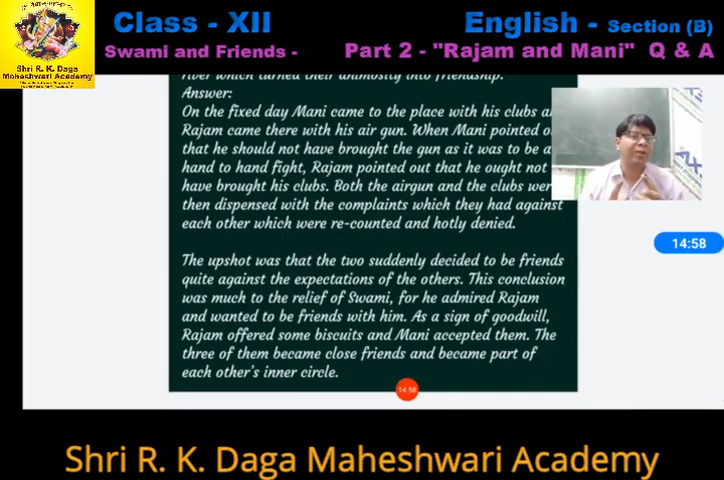 Class - XII
English - Section (B)
Swami and Friends -
Part 2 - "Rajam and Mani" Q & A
Shri R. K. Daga
Maheshwari Academy
River which turned their animosity into friendship.
Answer:
On the fixed day Mani came to the place with his clubs a
Rajam came there with his air gun. When Mani pointed o
that he should not have brought the gun as it was to be a
hand to hand fight, Rajam pointed out that he ought not
have brought his clubs. Both the airgun and the clubs wer
then dispensed with the complaints which they had against
each other which were re-counted and hotly denied.
The upshot was that the two suddenly decided to be friends
quite against the expectations of the others. This conclusion
was much to the relief of Swami, for he admired Rajam
and wanted to be friends with him. As a sign of goodwill,
Rajam offered some biscuits and Mani accepted them. The
three of them became close friends and became part of
each other's inner circle.
14:58
14:58
Shri R. K. Daga Maheshwari Academy